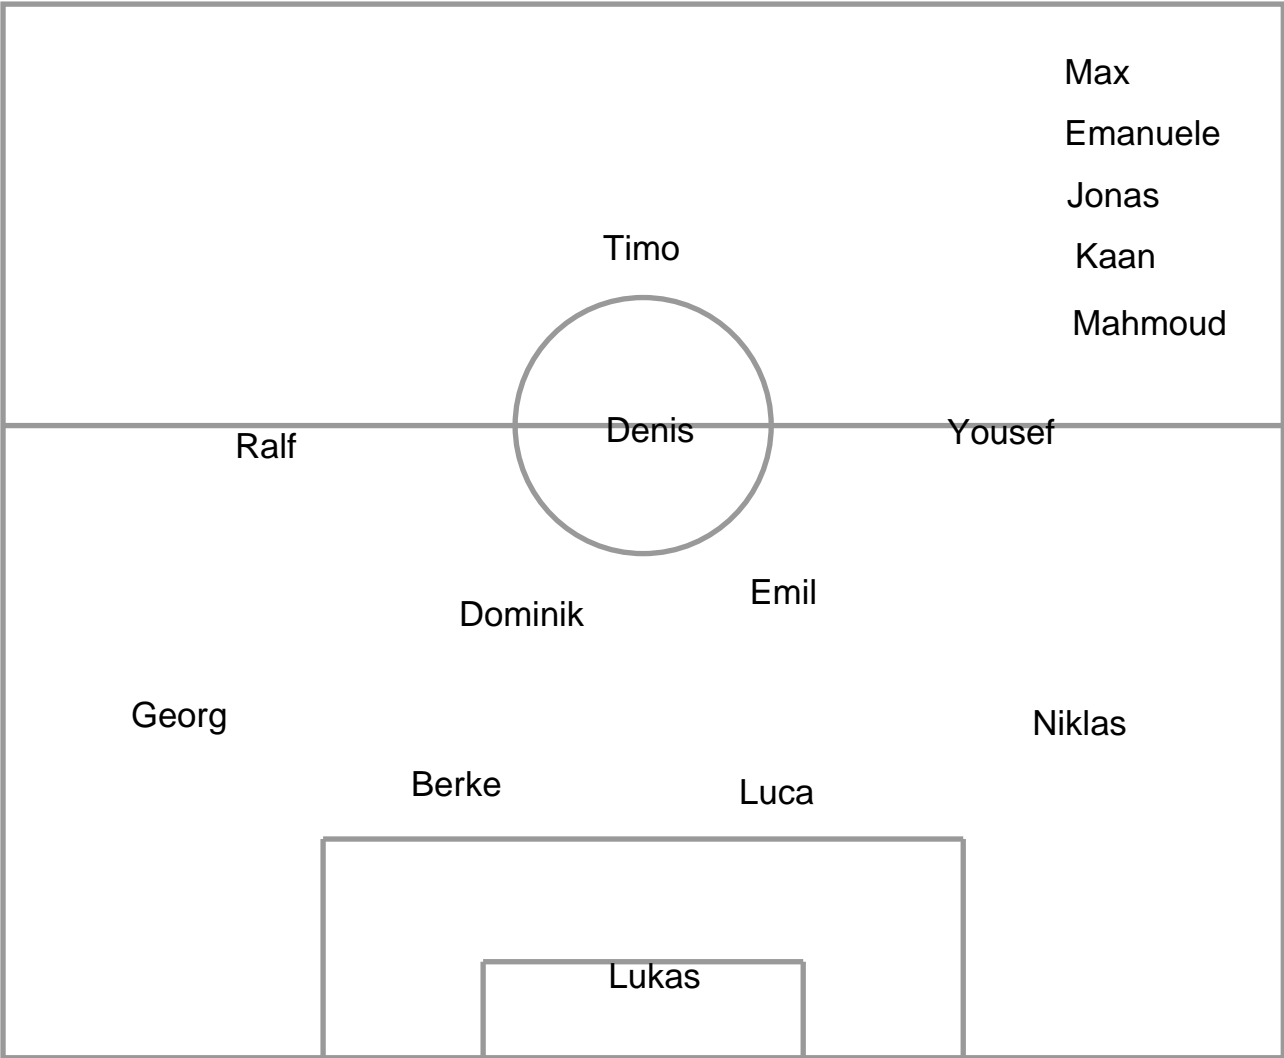 Max
Emanuele
Jonas
Timo
Kaan
Mahmoud
Ralf
Denis
Yousef
Dominik
Emil
Georg
Niklas
Berke
Luca
Lukas